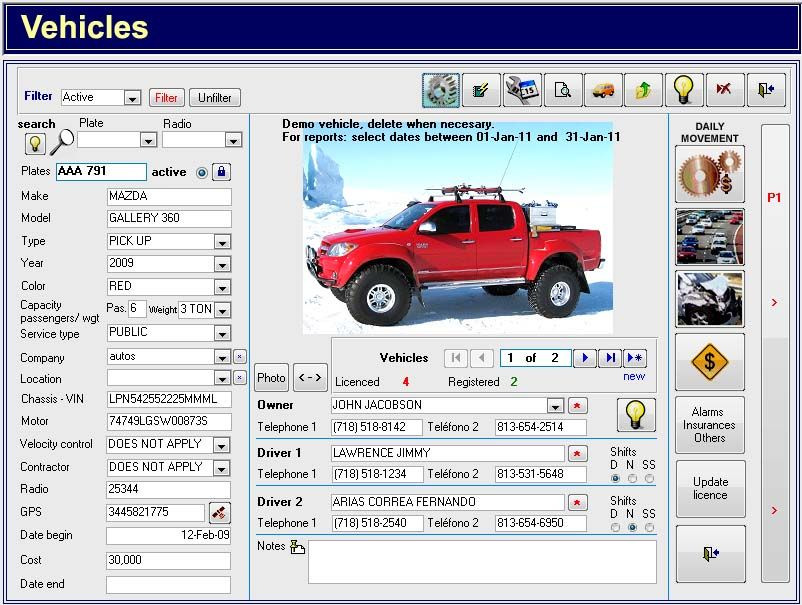 Vehicles
Filter Active Filter Unfilter
15
search Plate Radio
Demo vehicle, delete when necesary.
For reports: select dates between 01-Jan-11 and 31-Jan-11
Plates AAA 791 active
Make MAZDA
Model GALLERY 360
Type PICK UP
Year 2009
Color RED
Capacity passengers/ wgt Pas. 6 Weight 3 TON
Service type PUBLIC
Company autos
Location
Chassis - VIN LPN542552225MMML
Motor 74749LGSW00873S
Velocity control DOES NOT APPLY
Contractor DOES NOT APPLY
Radio 25344
GPS 3445821775
Date begin 12-Feb-09
Cost 30,000
Date end
Photo <->
Vehicles 1 of 2
new
Licenced 4 Registered 2
Owner JOHN JACOBSON
Telephone 1 (718) 518-8142 Teléfono 2 813-654-2514
Driver 1 LAWRENCE JIMMY
Telephone 1 (718) 518-1234 Teléfono 2 813-531-5648
Shifts
D N SS
Driver 2 ARIAS CORREA FERNANDO
Telephone 1 (718) 518-2540 Teléfono 2 813-654-6950
Shifts
D N SS
Notes
DAILY
MOVEMENT
$
$
Alarms
Insurances
Others
Update
licence
P1
>
>